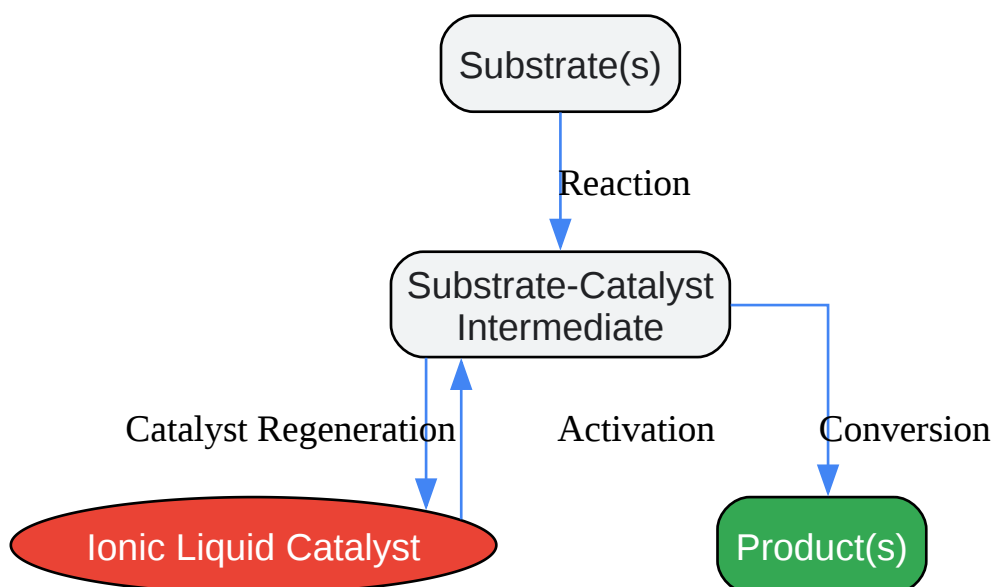 Substrate(s)
Reaction
Substrate-Catalyst
Intermediate
Catalyst Regeneration
Activation
Conversion
Ionic Liquid Catalyst
Product(s)